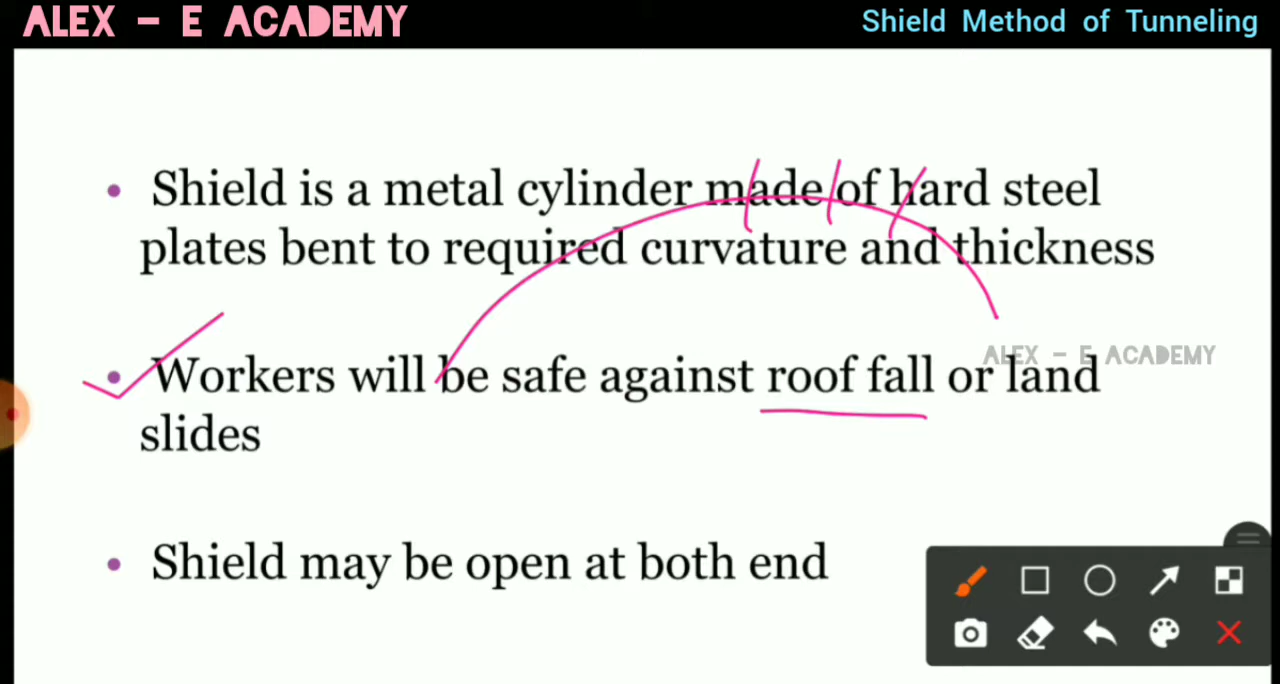 ALEX – E ACADEMY
Shield Method of Tunneling
• Shield is a metal cylinder made of hard steel
plates bent to required curvature and thickness
• Workers will be safe against roof fall or land
slides
ALEX – E ACADEMY
• Shield may be open at both end